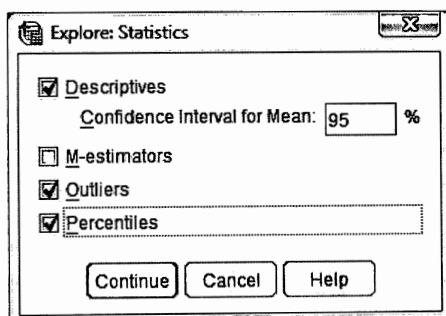 Explore: Statistics
Descriptives
Confidence Interval for Mean: 95 %
M-estimators
Outliers
Percentiles
Continue Cancel Help